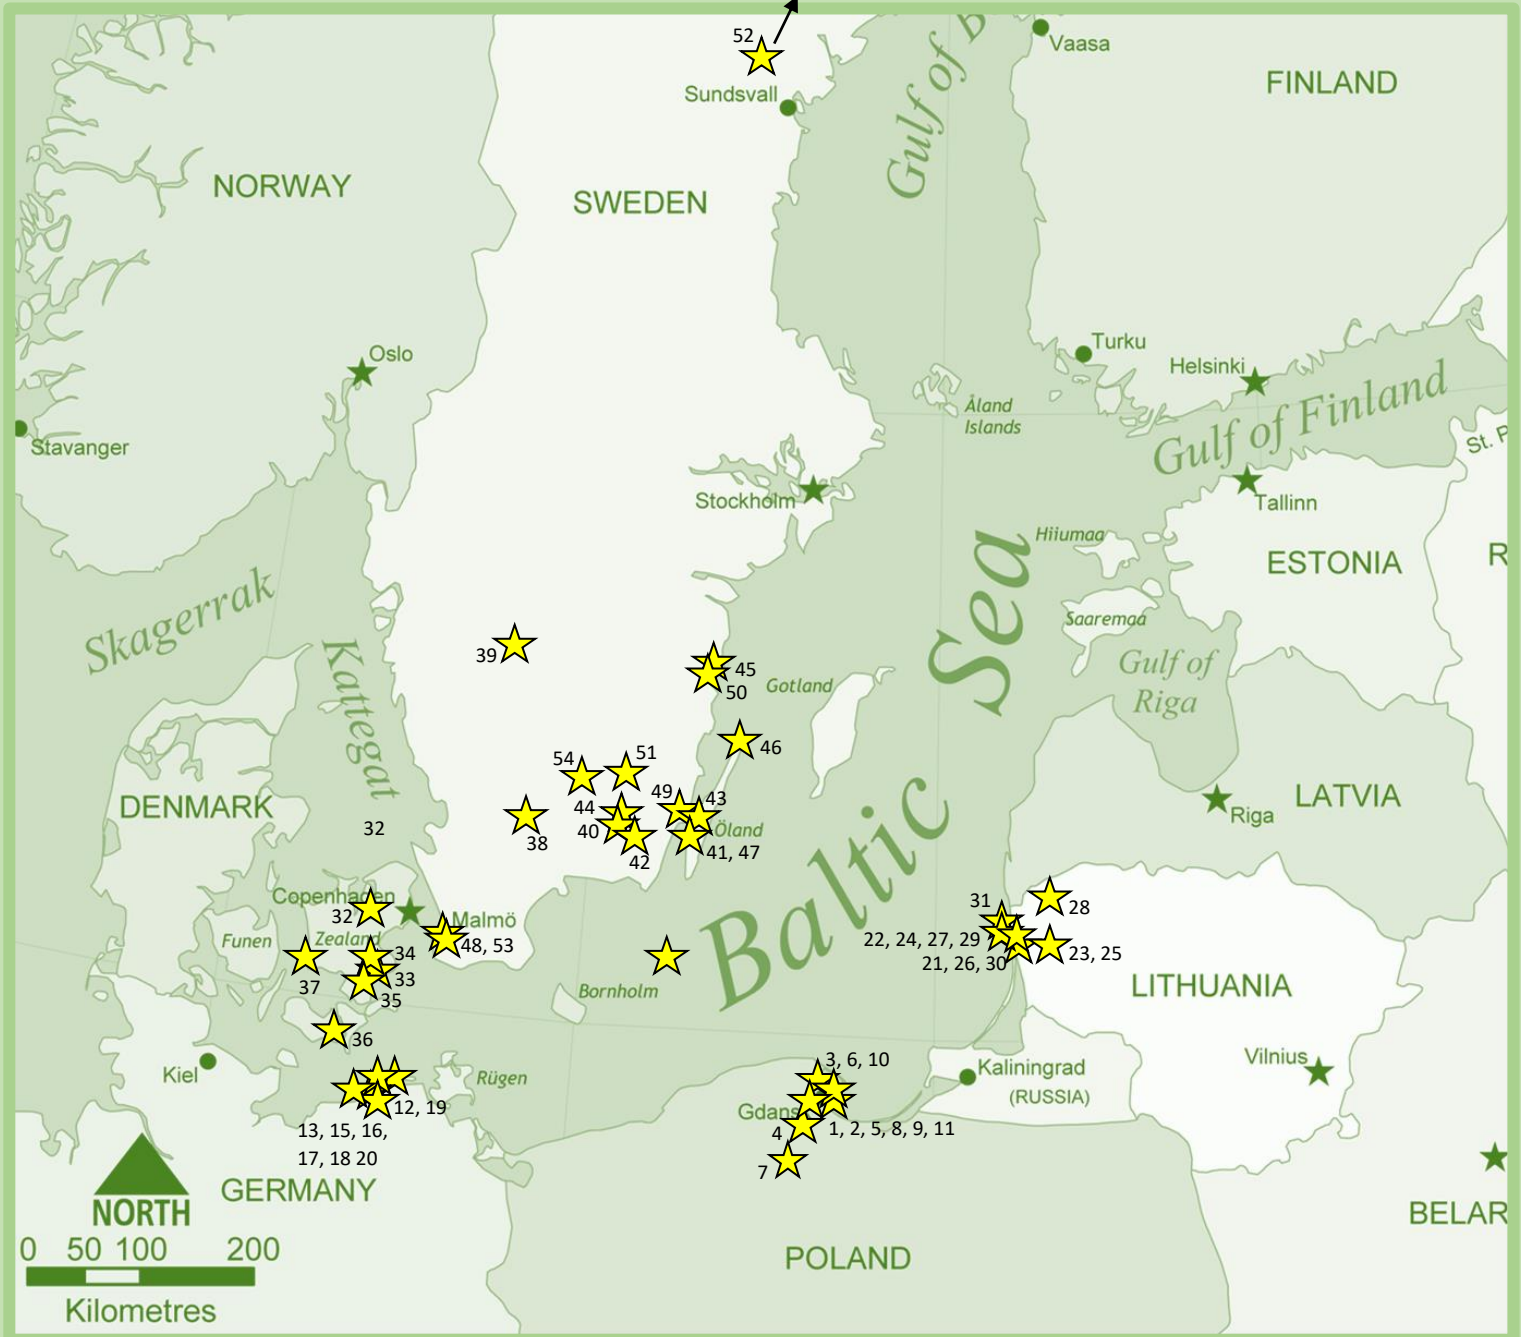 52
Vaasa
Sundsvall
Gulf of B
FINLAND
NORWAY
SWEDEN
Oslo
Turku
Helsinki
Åland
Islands
Gulf of Finland
Stavanger
St. P
Stockholm
Tallinn
Hiiumaa
ESTONIA
R
Skagerrak
Saaremaa
Kattegat
39
45
50
Gotland
Gulf of
Riga
46
54
51
49
43
44
40
38
42
Öland
41, 47
DENMARK
32
LATVIA
Riga
Baltic Sea
Copenhagen
32
Malmö
48, 53
Funen
Zealand
34
33
35
37
36
31
28
22, 24, 27, 29
21, 26, 30
23, 25
LITHUANIA
Bornholm
Kiel
Rügen
3, 6, 10
Kaliningrad
(RUSSIA)
Vilnius
12, 19
Gdans
1, 2, 5, 8, 9, 11
4
7
13, 15, 16,
17, 18 20
GERMANY
NORTH
BELAR
POLAND
0 50 100 200
Kilometres